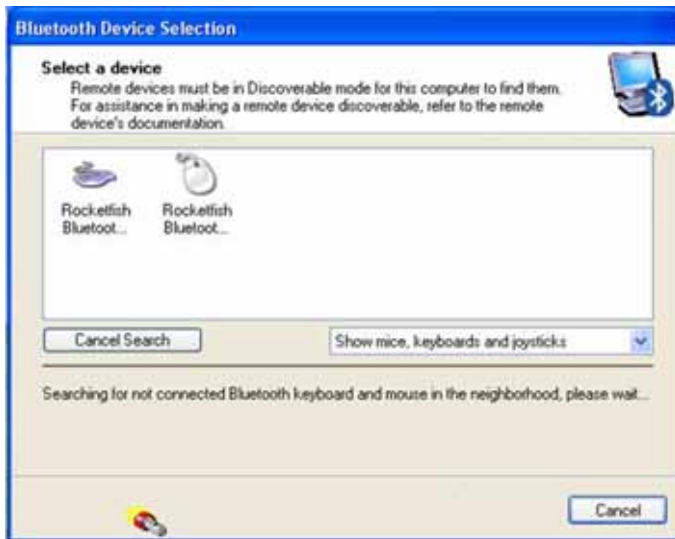 Bluetooth Device Selection
Select a device
Remote devices must be in Discoverable mode for this computer to find them.
For assistance in making a remote device discoverable, refer to the remote
device's documentation.
Rocketfish
Bluetoot...
Rocketfish
Bluetoot...
Cancel Search
Show mice, keyboards and joysticks
Searching for not connected Bluetooth keyboard and mouse in the neighborhood, please wait...
Cancel